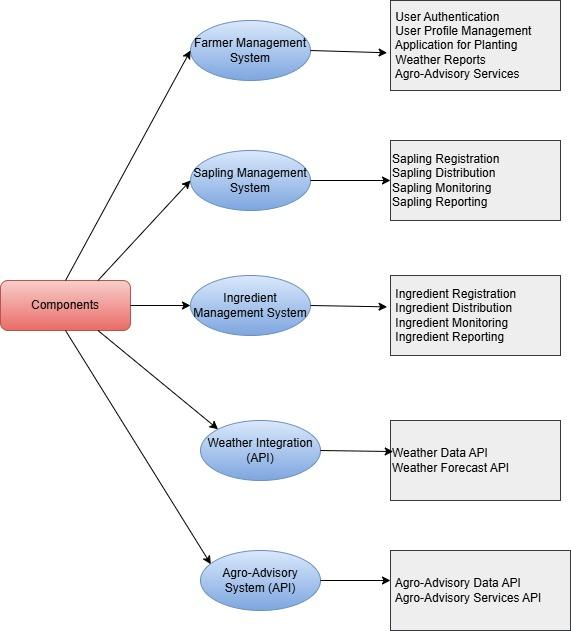 Farmer Management
System
User Authentication
User Profile Management
Application for Planting
Weather Reports
Agro-Advisory Services
Sapling Management
System
Sapling Registration
Sapling Distribution
Sapling Monitoring
Sapling Reporting
Components
Ingredient
Management System
Ingredient Registration
Ingredient Distribution
Ingredient Monitoring
Ingredient Reporting
Weather Integration
(API)
Weather Data API
Weather Forecast API
Agro-Advisory
System (API)
Agro-Advisory Data API
Agro-Advisory Services API